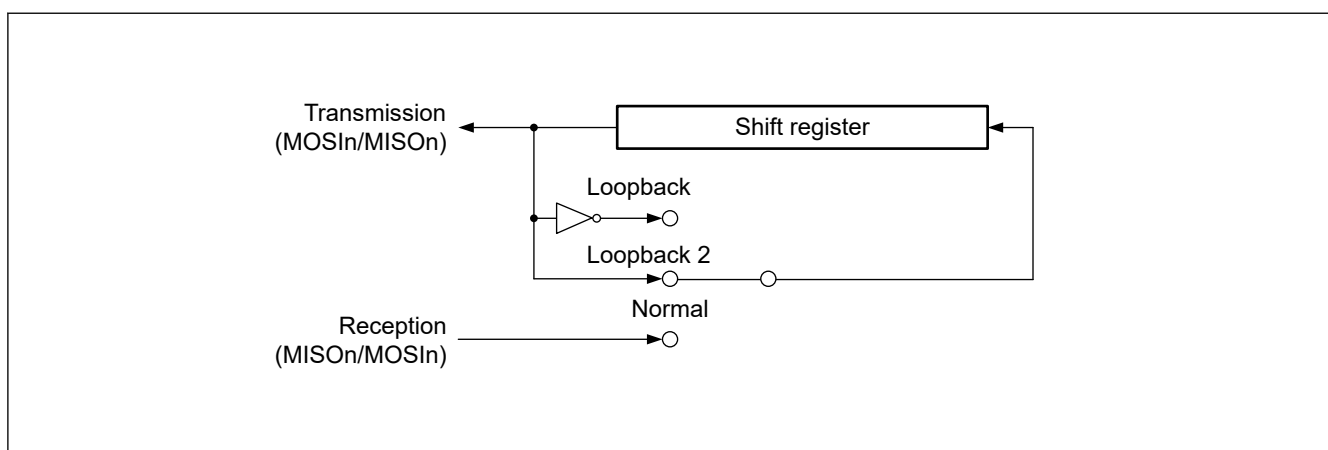 Transmission
(MOSIn/MISOn)
Shift register
Loopback
Loopback 2
Normal
Reception
(MISOn/MOSIn)